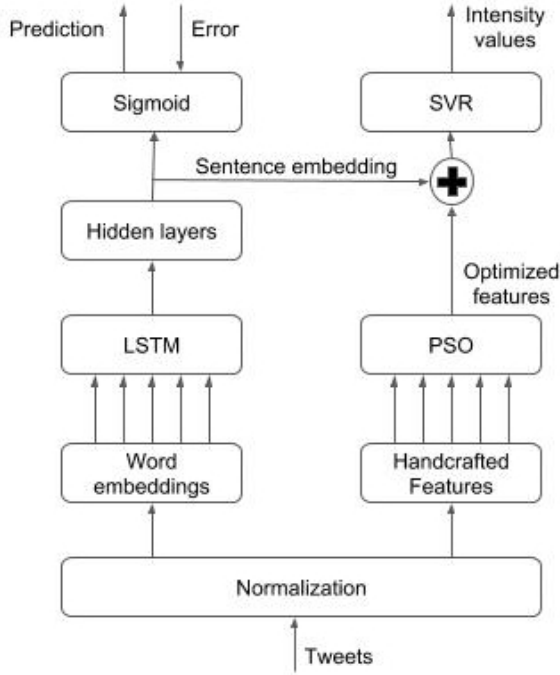 Prediction
Error
Intensity
values
Sigmoid
SVR
Sentence embedding
Hidden layers
Optimized
features
LSTM
PSO
Word
embeddings
Handcrafted
Features
Normalization
Tweets